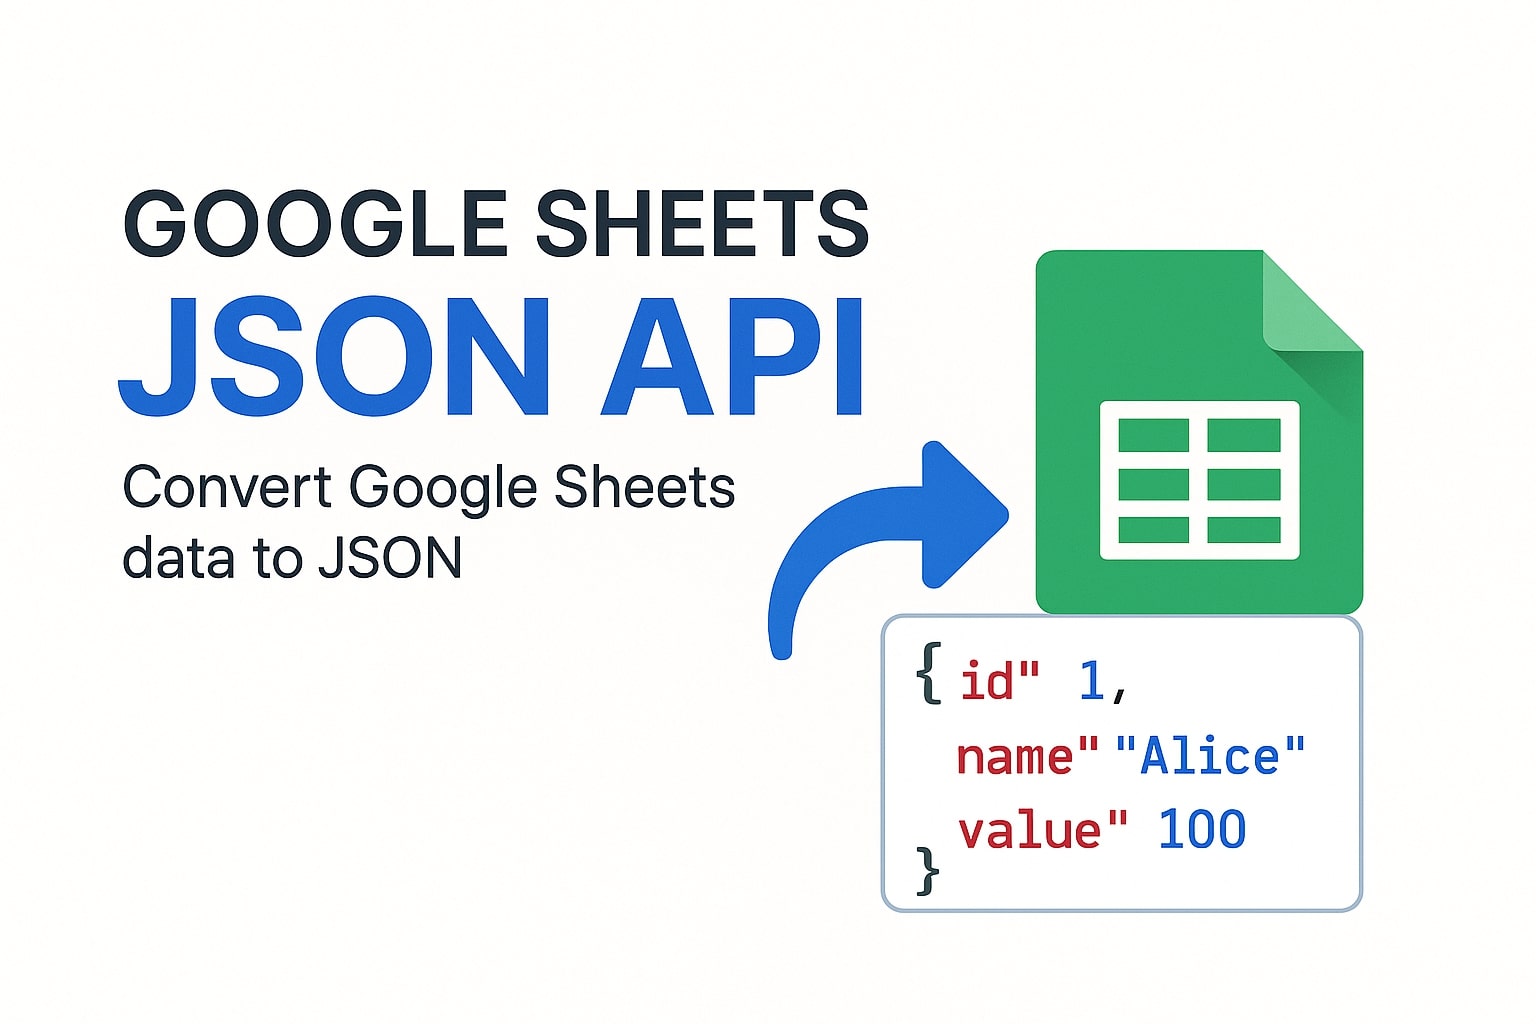 GOOGLE SHEETS
JSON API
Convert Google Sheets
data to JSON
{ id" 1,
name" "Alice"
value" 100
}